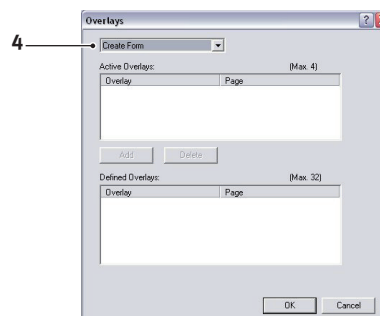 Overlays ?
4 Create Form
Active Overlays: (Max. 4)
Overlay Page
Add Delete
Defined Overlays: (Max. 32)
Overlay Page
OK Cancel